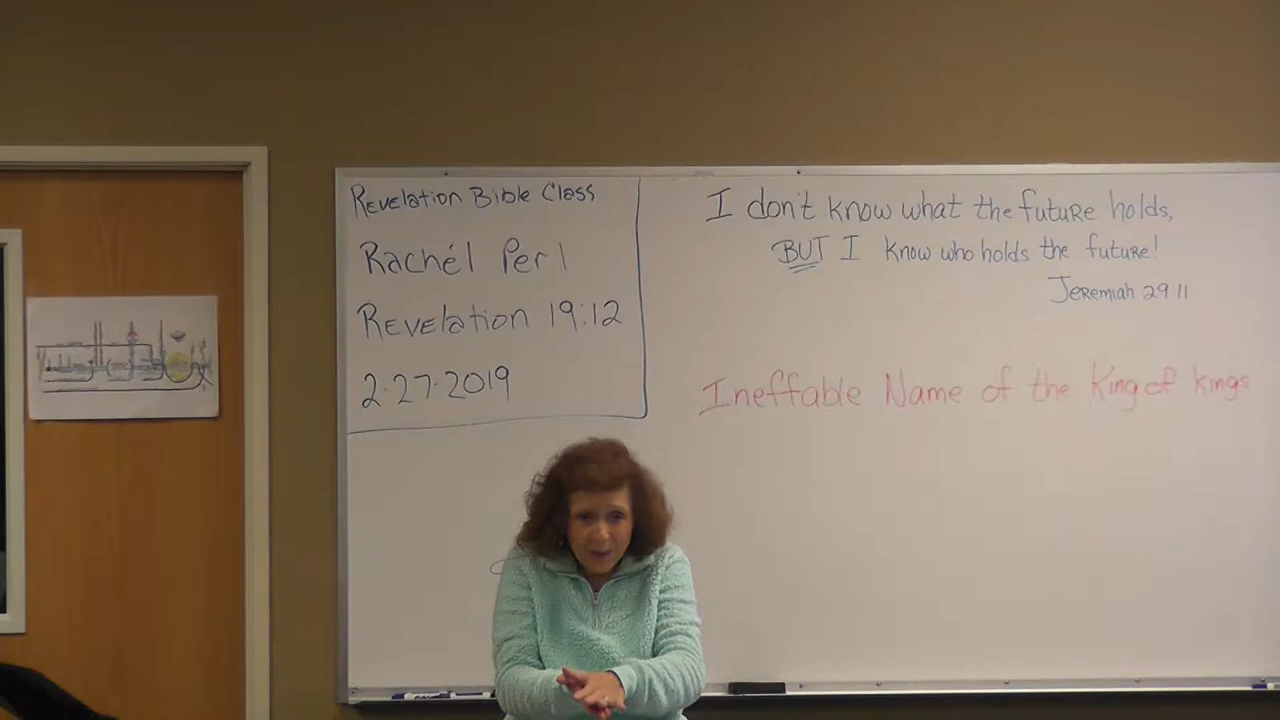 Revelation Bible Class
Rachél Perl
Revelation 19:12
2·27·2019
I don't know what the future holds,
BUT I know who holds the future!
Jeremiah 29 11
Ineffable Name of the King of kings